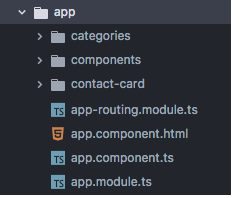 app
categories
components
contact-card
TS app-routing.module.ts
5 app.component.html
TS app.component.ts
TS app.module.ts